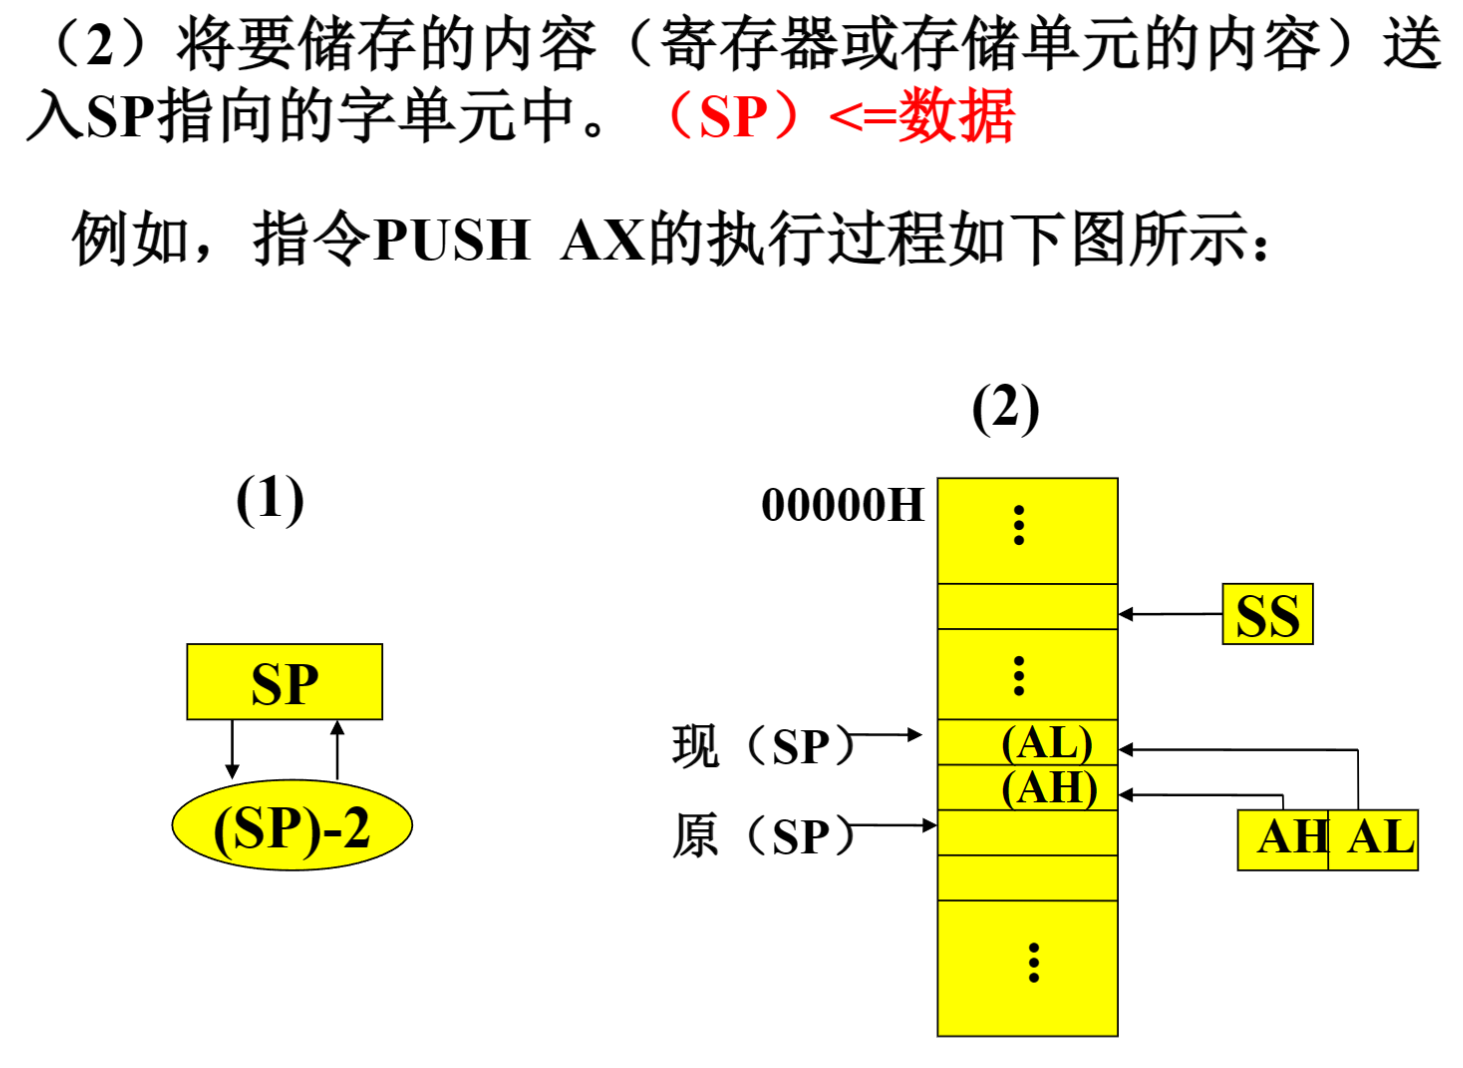 （2）将要储存的内容（寄存器或存储单元的内容）送
入SP指向的字单元中。（SP）<=数据
例如，指令PUSH AX的执行过程如下图所示：
(2)
(1)
00000H
⋮
SS
⋮
SP
现（SP）
(AL)
(AH)
(SP)-2
原（SP）
AH AL
⋮